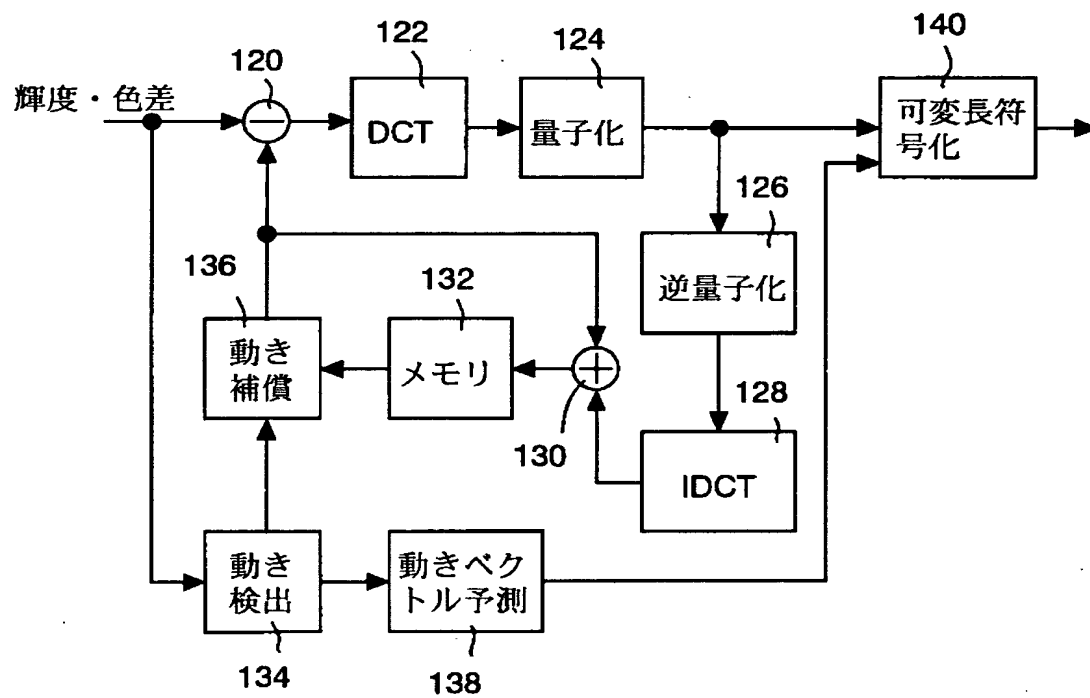 120
122
124
140
輝度・色差
DCT
量子化
可変長符
号化
126
136
132
逆量子化
動き
補償
メモリ
128
130
IDCT
動き
検出
動きベク
トル予測
134
138